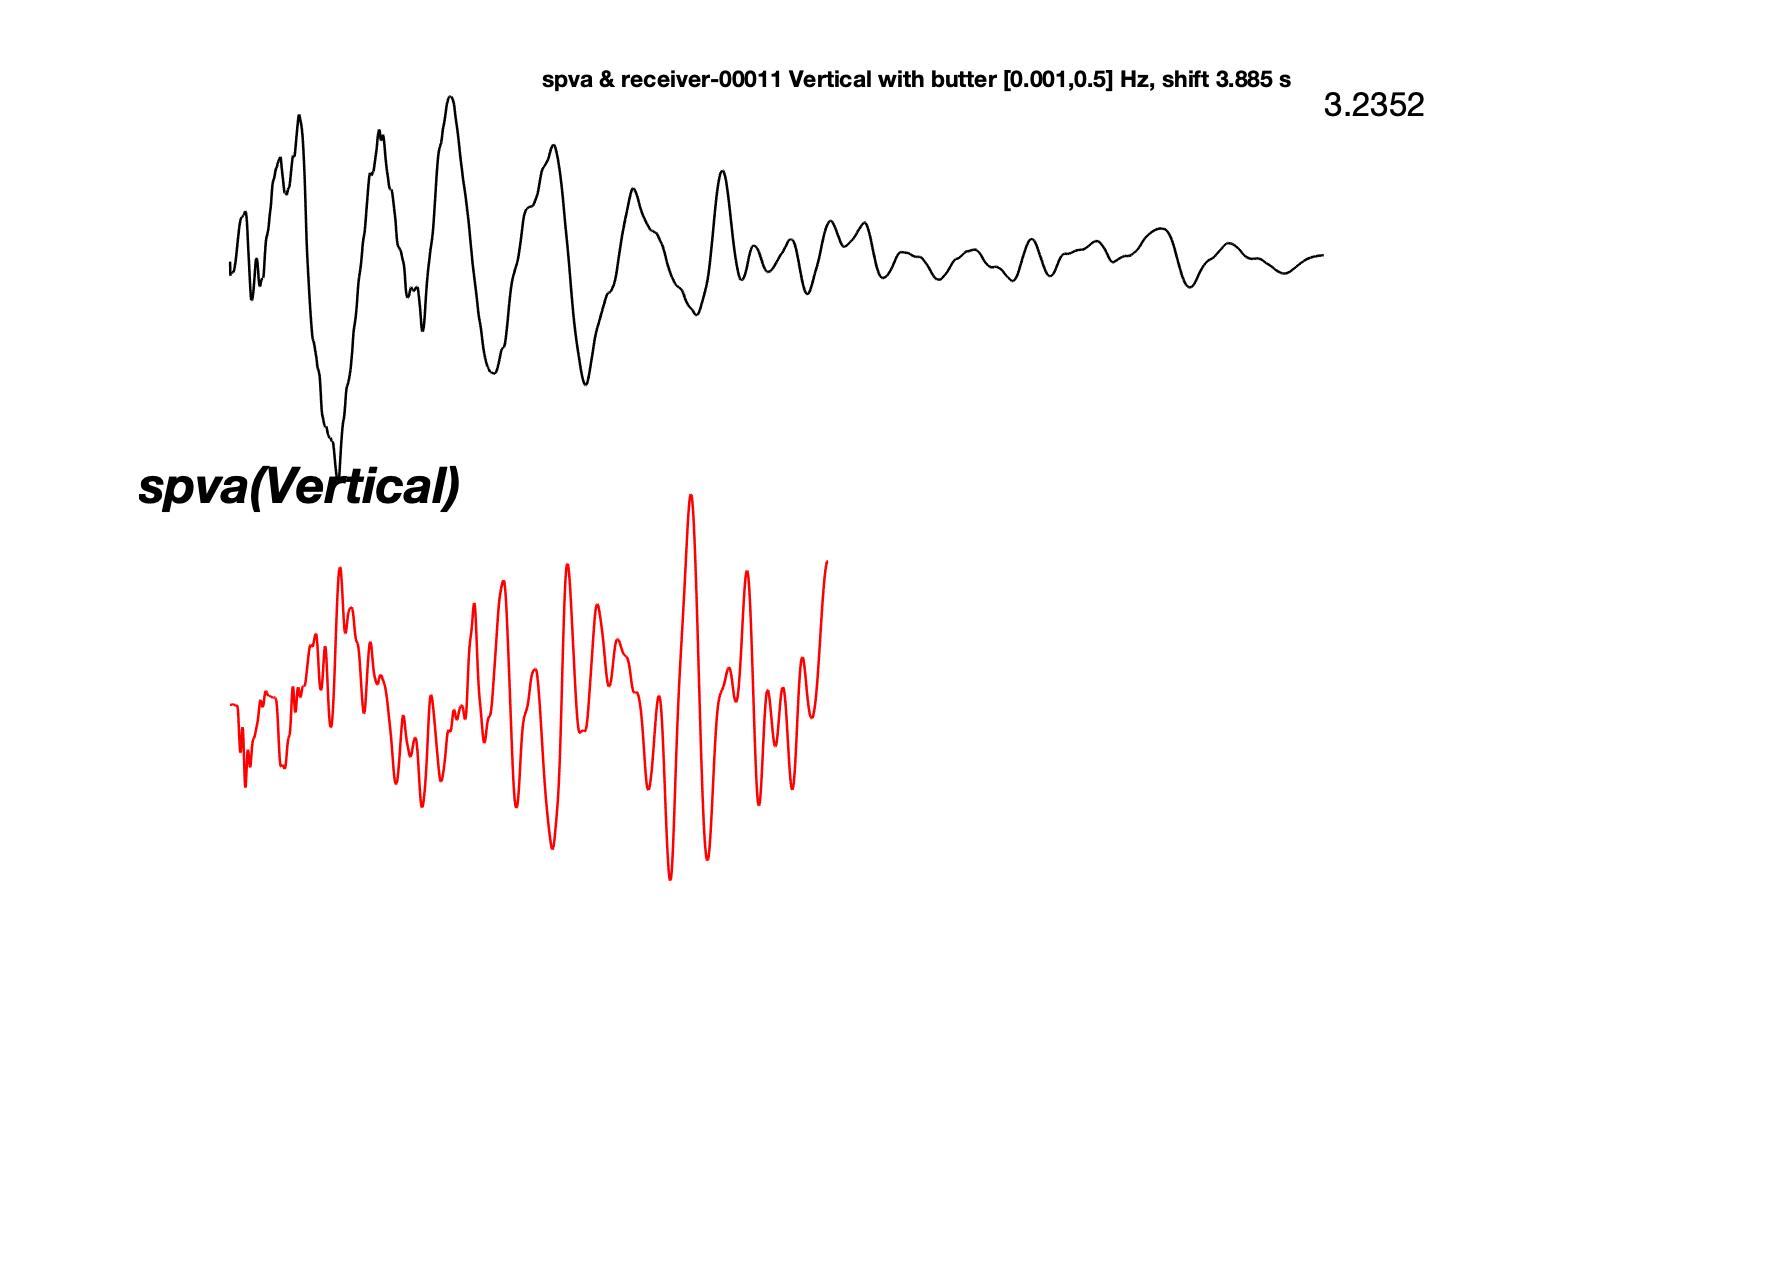 spva & receiver-00011 Vertical with butter [0.001,0.5] Hz, shift 3.885 s
3.2352
spva(Vertical)